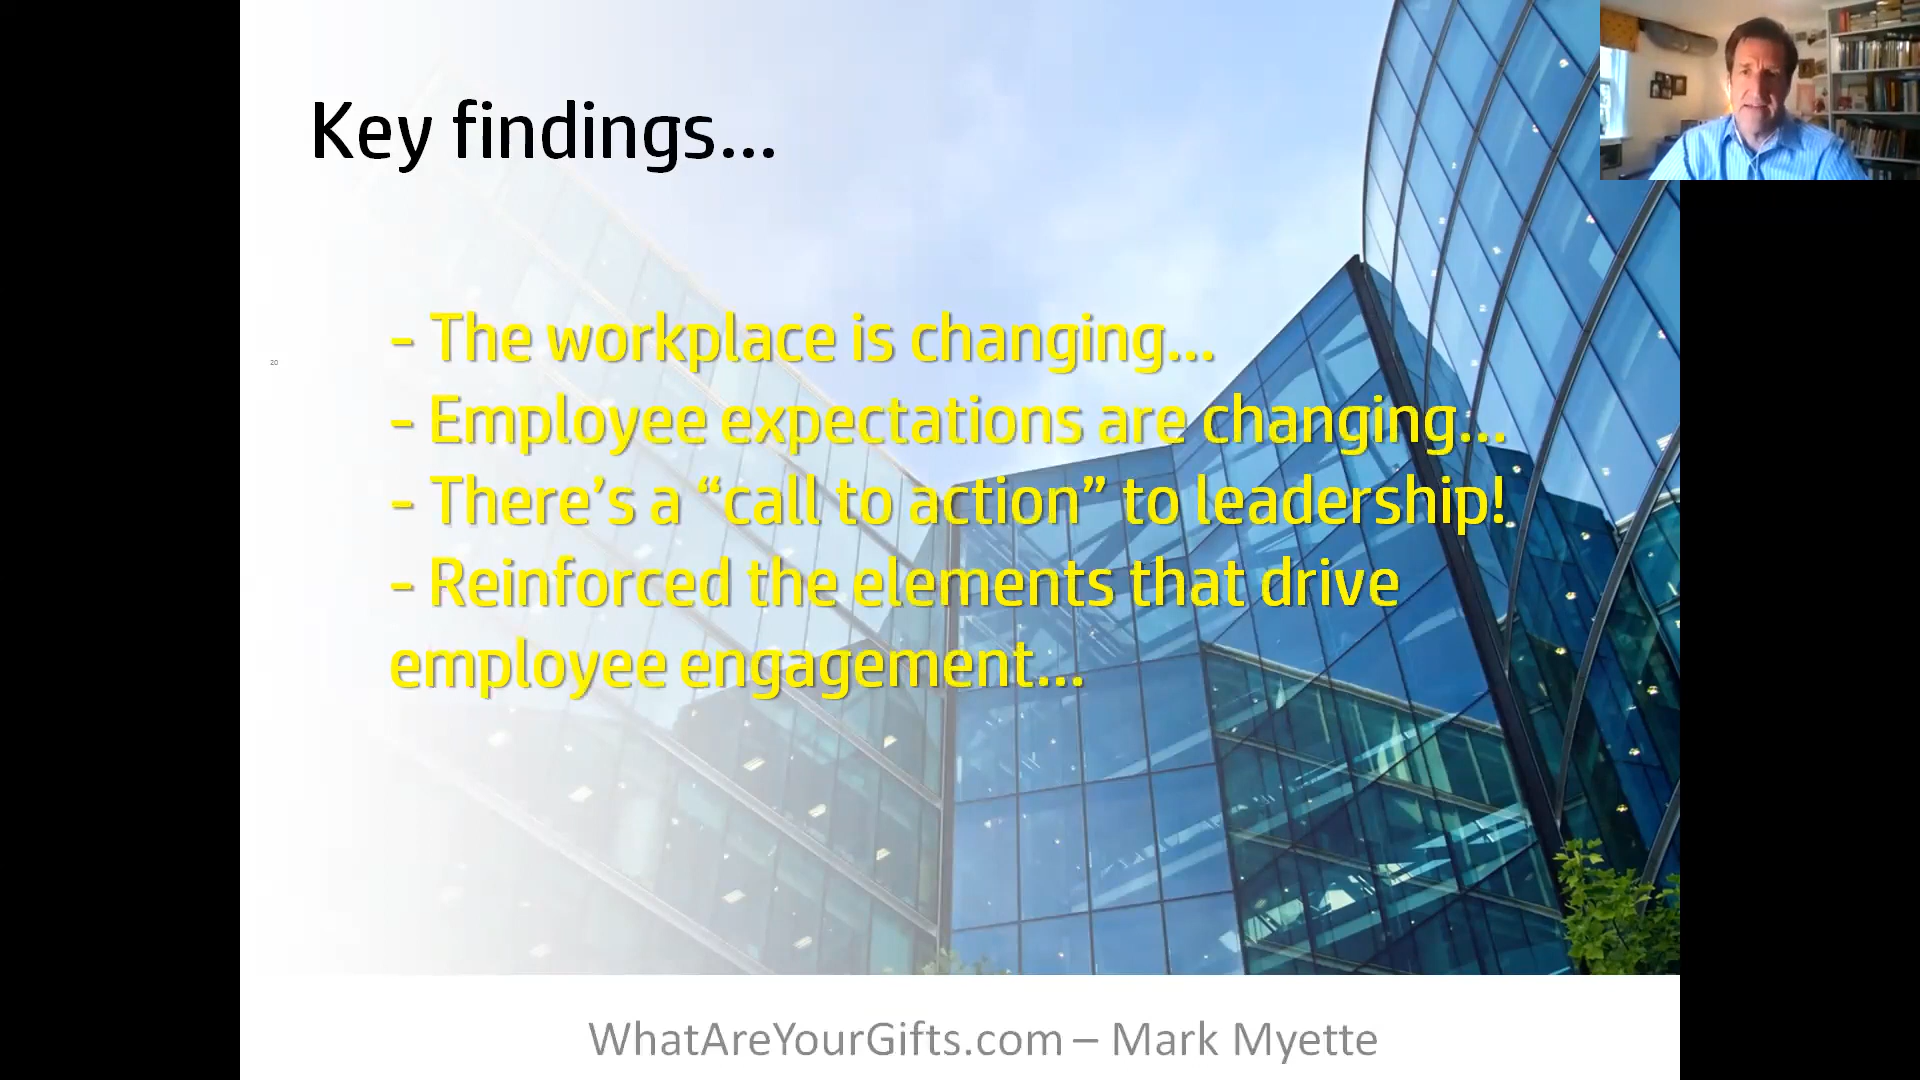 Key findings...
- The workplace is changing...
- Employee expectations are changing...
- There’s a “call to action” to leadership!
- Reinforced the elements that drive
employee engagement...
20
WhatAreYourGifts.com – Mark Myette